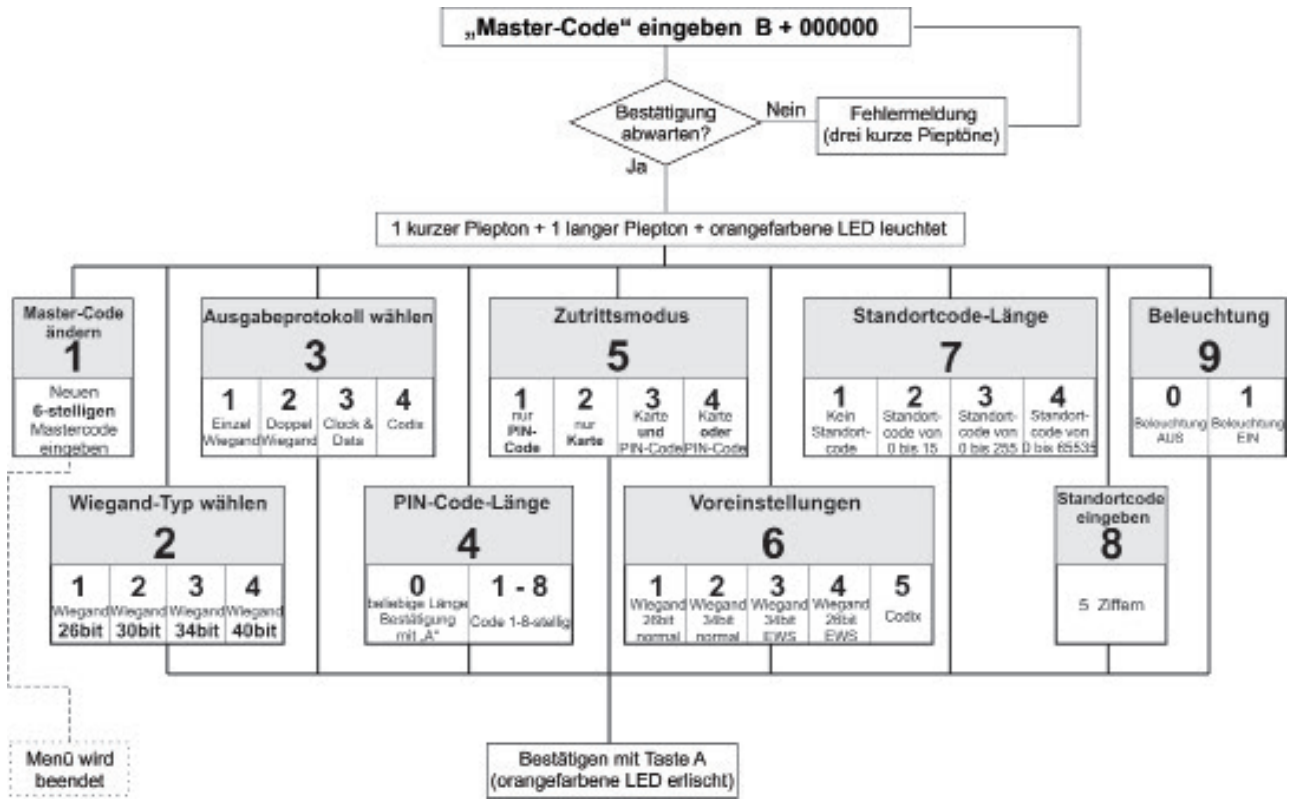 „Master-Code“ eingeben B + 000000
Bestätigung
abwarten?
Nein
Fehlermeldung
(drei kurze Pieptöne)
Ja
1 kurzer Piepton + 1 langer Piepton + orangefarbene LED leuchtet
Master-Code
ändern
1
Neuen
6-stelligen
Mastercode
eingeben
Ausgabeprotokoll wählen
3
1
Einzel
Wiegand
2
Doppel
Wiegand
3
Clock &
Data
4
Codix
Zutrittsmodus
5
1
nur
PIN-
Code
2
nur
Karte
3
Karte
und
PIN-Code
4
Karte
oder
PIN-Code
Standortcode-Länge
7
1
Kein
Standort-
code
2
Standort-
code von
0 bis 15
3
Standort-
code von
0 bis 255
4
Standort-
code von
0 bis 65535
Beleuchtung
9
0
Beleuchtung
AUS
1
Beleuchtung
EIN
Wiegand-Typ wählen
2
1
Wiegand
26bit
2
Wiegand
30bit
3
Wiegand
34bit
4
Wiegand
40bit
PIN-Code-Länge
4
0
beliebige Länge
Bestätigung
mit „A“
1 - 8
Code 1-8-stellig
Voreinstellungen
6
1
Wiegand
26bit
normal
2
Wiegand
34bit
normal
3
Wiegand
34bit
EWS
4
Wiegand
26bit
EWS
5
Codix
Standortcode
eingeben
8
5 Ziffern
Menü wird
beendet
Bestätigen mit Taste A
(orangefarbene LED erlischt)